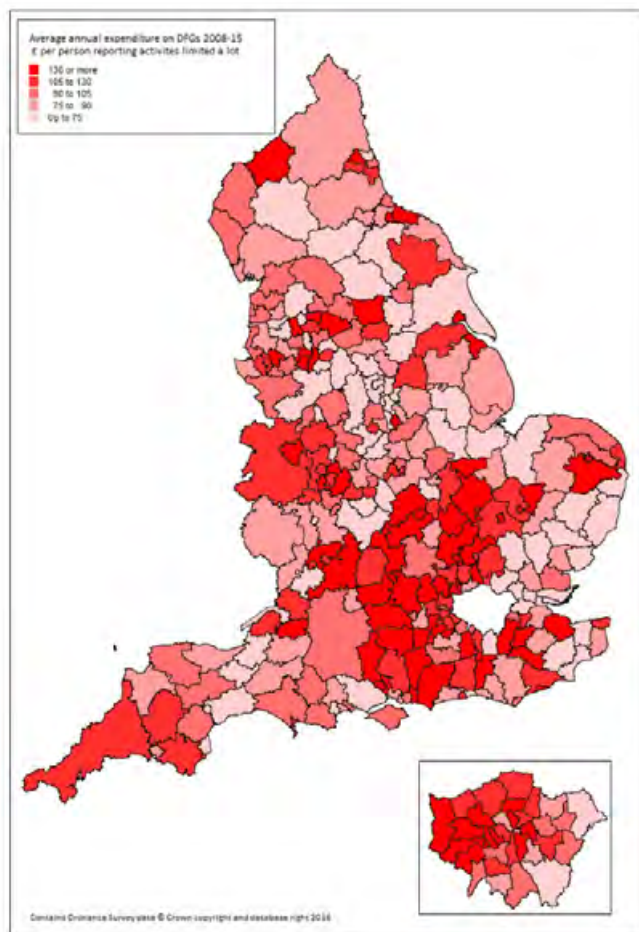 Average annual expenditure on DFGs 2008-15
£ per person reporting activites limited a lot
130 or more
105 to 130
90 to 105
75 to 90
Up to 75
Contains Ordnance Survey data © Crown copyright and database right 2016